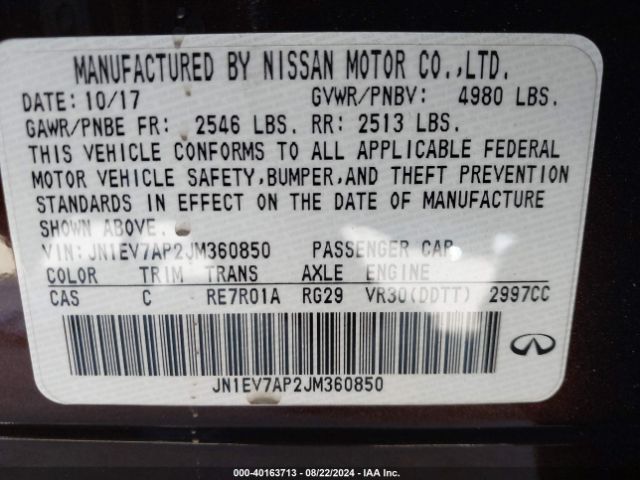 MANUFACTURED BY NISSAN MOTOR CO.,LTD.
DATE: 10/17 GVWR/PNBV: 4980 LBS.
GAWR/PNBE FR: 2546 LBS. RR: 2513 LBS.
THIS VEHICLE CONFORMS TO ALL APPLICABLE FEDERAL
MOTOR VEHICLE SAFETY,BUMPER,AND THEFT PREVENTION
STANDARDS IN EFFECT ON THE DATE OF MANUFACTURE
SHOWN ABOVE.
VIN: JN1EV7AP2JM360850 PASSENGER CAR
COLOR TRIM TRANS AXLE ENGINE
CAS C RE7R01A RG29 VR30(DDTT) 2997CC
JN1EV7AP2JM360850
000-40163713 - 08/22/2024 - IAA Inc.